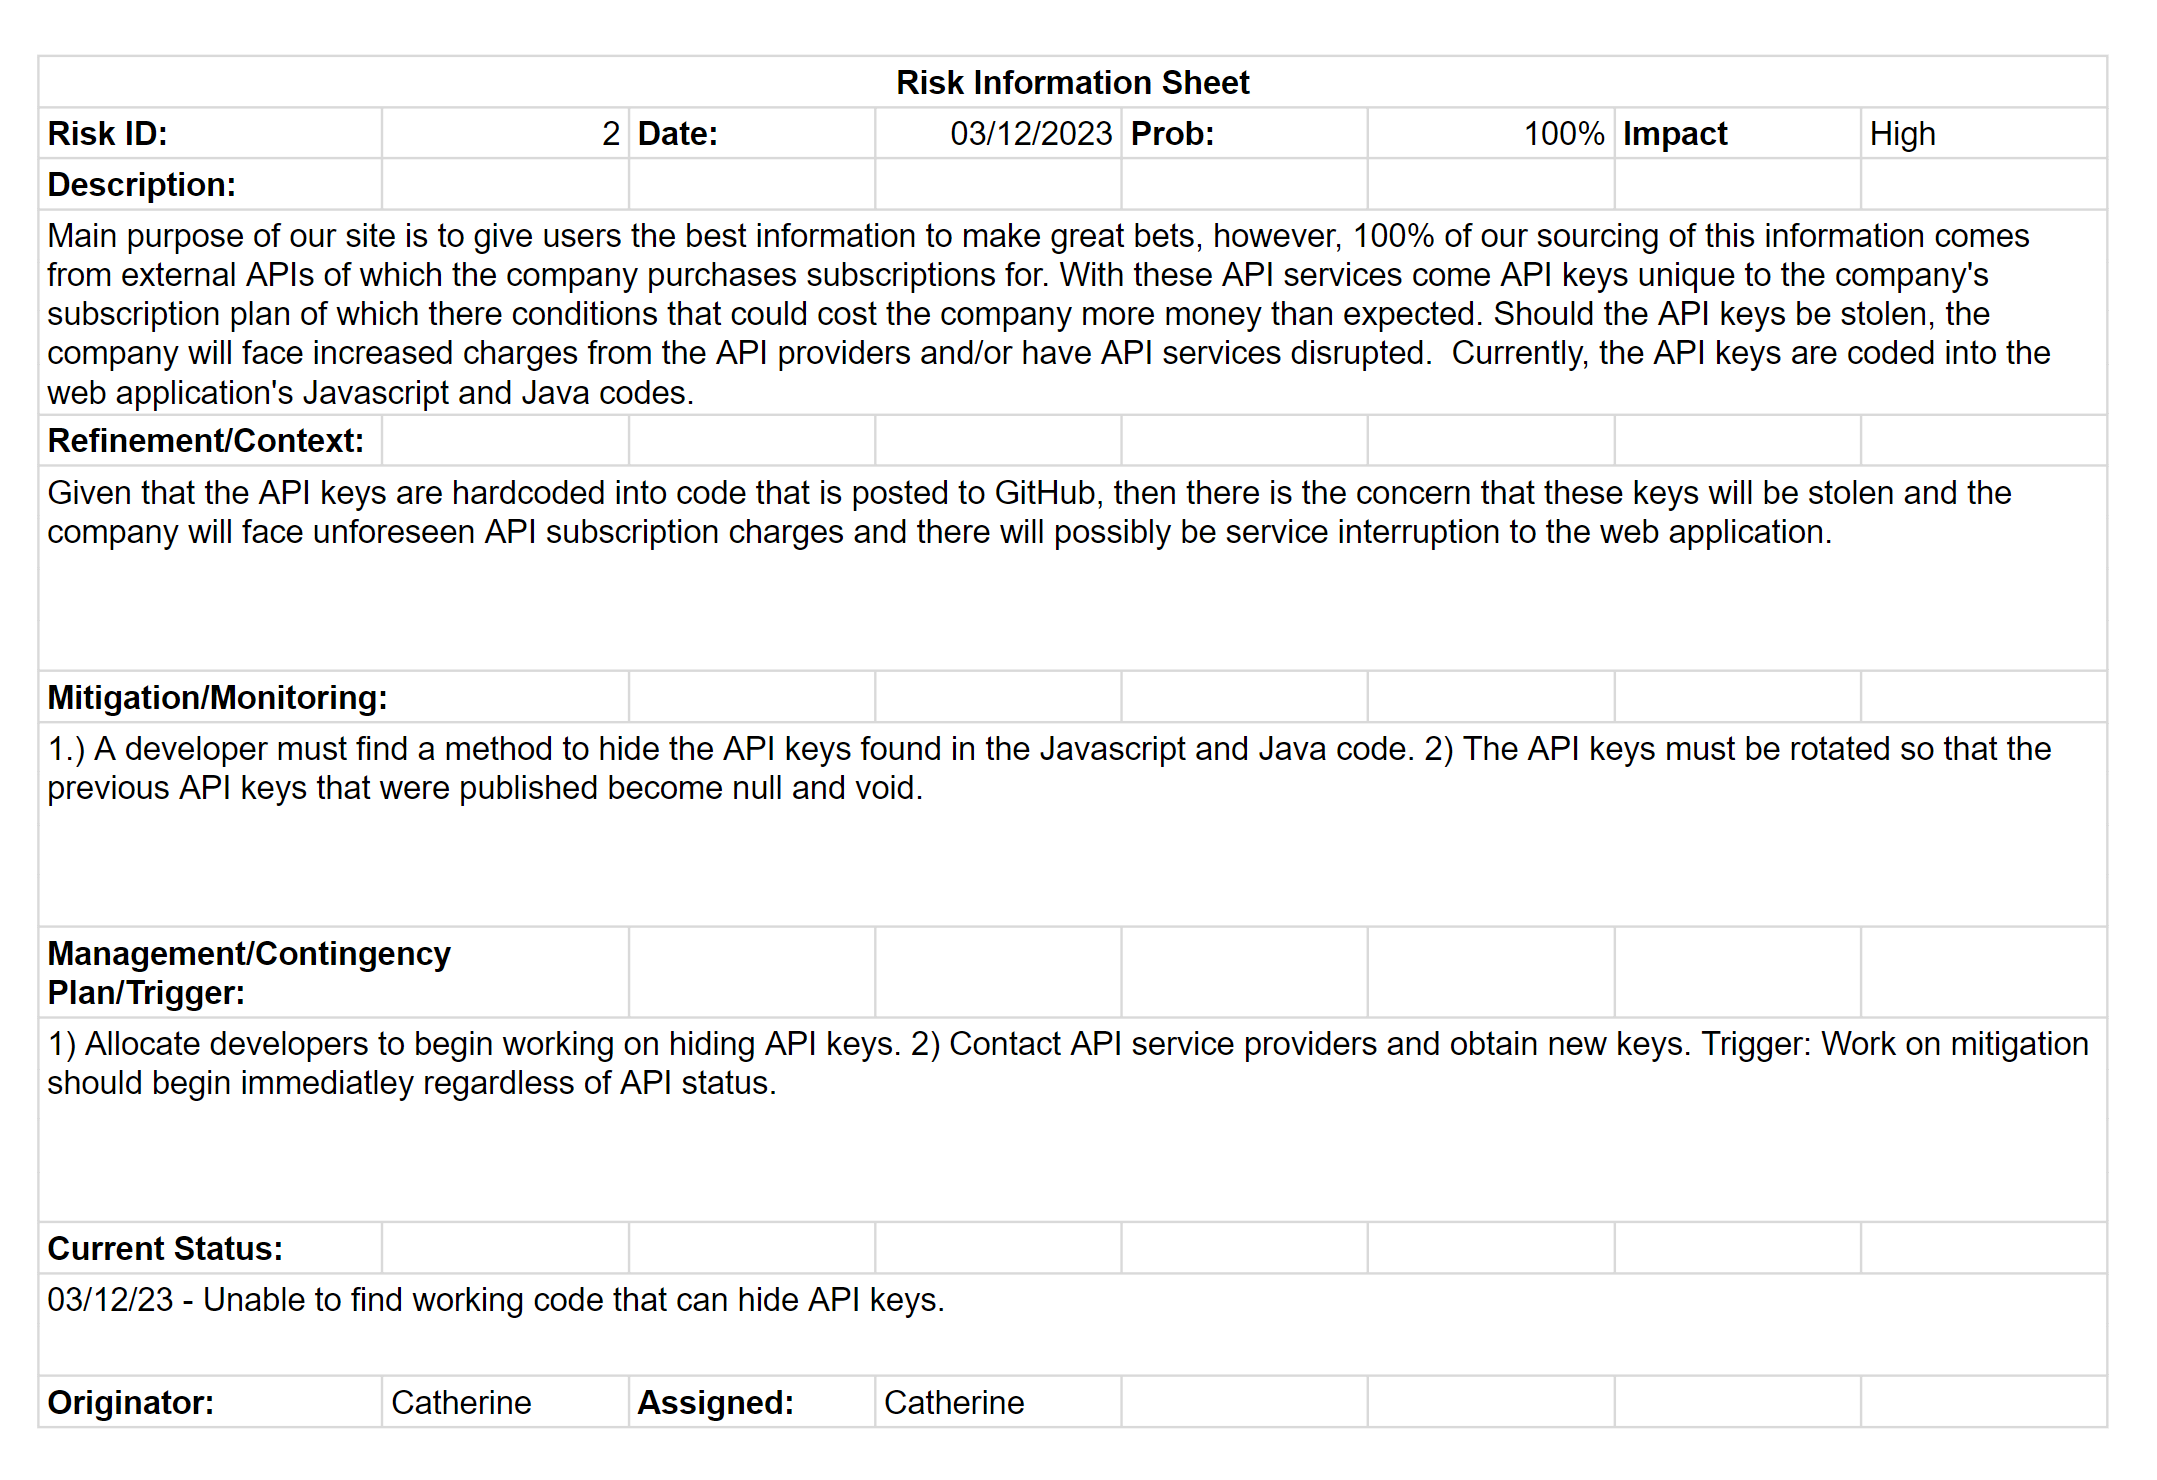 Risk Information Sheet
Risk ID: 2 Date: 03/12/2023 Prob: 100% Impact High
Description:
Main purpose of our site is to give users the best information to make great bets, however, 100% of our sourcing of this information comes
from external APIs of which the company purchases subscriptions for. With these API services come API keys unique to the company's
subscription plan of which there conditions that could cost the company more money than expected. Should the API keys be stolen, the
company will face increased charges from the API providers and/or have API services disrupted.  Currently, the API keys are coded into the
web application's Javascript and Java codes.
Refinement/Context:
Given that the API keys are hardcoded into code that is posted to GitHub, then there is the concern that these keys will be stolen and the
company will face unforeseen API subscription charges and there will possibly be service interruption to the web application.
Mitigation/Monitoring:
1.) A developer must find a method to hide the API keys found in the Javascript and Java code. 2) The API keys must be rotated so that the
previous API keys that were published become null and void.
Management/Contingency
Plan/Trigger:
1) Allocate developers to begin working on hiding API keys. 2) Contact API service providers and obtain new keys. Trigger: Work on mitigation
should begin immediatley regardless of API status.
Current Status:
03/12/23 - Unable to find working code that can hide API keys.
Originator: Catherine Assigned: Catherine